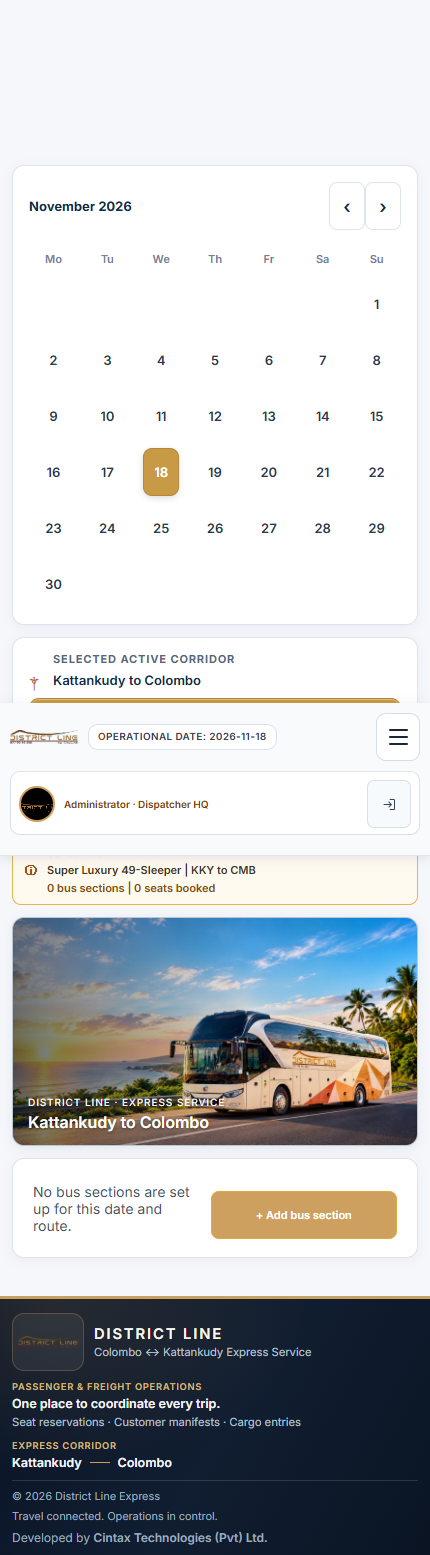 November 2026
‹ ›
Mo Tu We Th Fr Sa Su
1
2 3 4 5 6 7 8
9 10 11 12 13 14 15
16 17 18 19 20 21 22
23 24 25 26 27 28 29
30
SELECTED ACTIVE CORRIDOR
Kattankudy to Colombo
DISTRICT LINE
OPERATIONAL DATE: 2026-11-18
Administrator · Dispatcher HQ
Super Luxury 49-Sleeper | KKY to CMB
0 bus sections | 0 seats booked
DISTRICT LINE
DISTRICT LINE · EXPRESS SERVICE
Kattankudy to Colombo
No bus sections are set
up for this date and
route.
+ Add bus section
DISTRICT LINE
DISTRICT LINE
Colombo ↔ Kattankudy Express Service
PASSENGER & FREIGHT OPERATIONS
One place to coordinate every trip.
Seat reservations · Customer manifests · Cargo entries
EXPRESS CORRIDOR
Kattankudy — Colombo
© 2026 District Line Express
Travel connected. Operations in control.
Developed by Cintax Technologies (Pvt) Ltd.